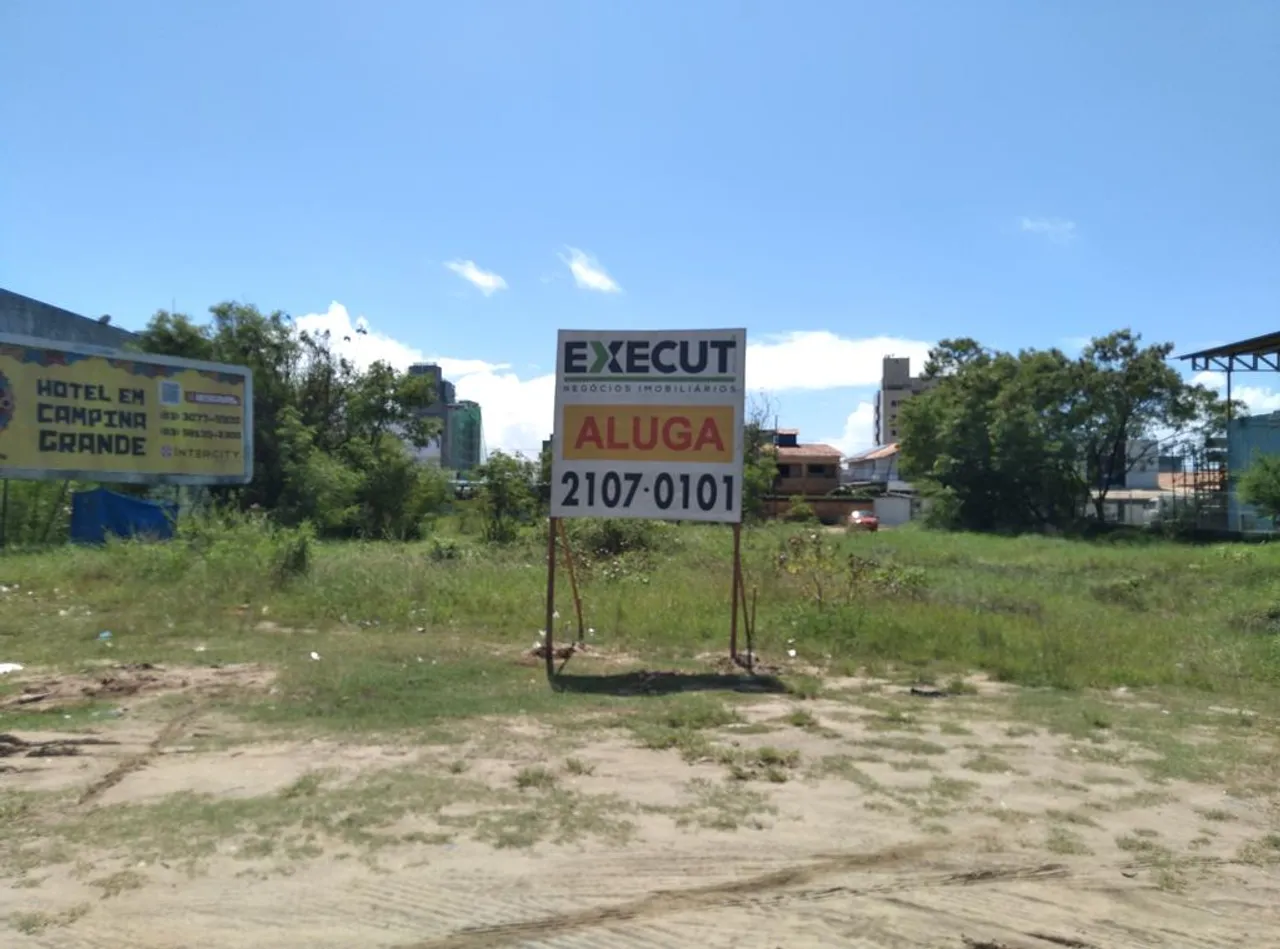 EXECUT
NEGÓCIOS IMOBILIÁRIOS
ALUGA
2107-0101
HOTEL EM
CAMPINA
GRANDE
INTERCITY